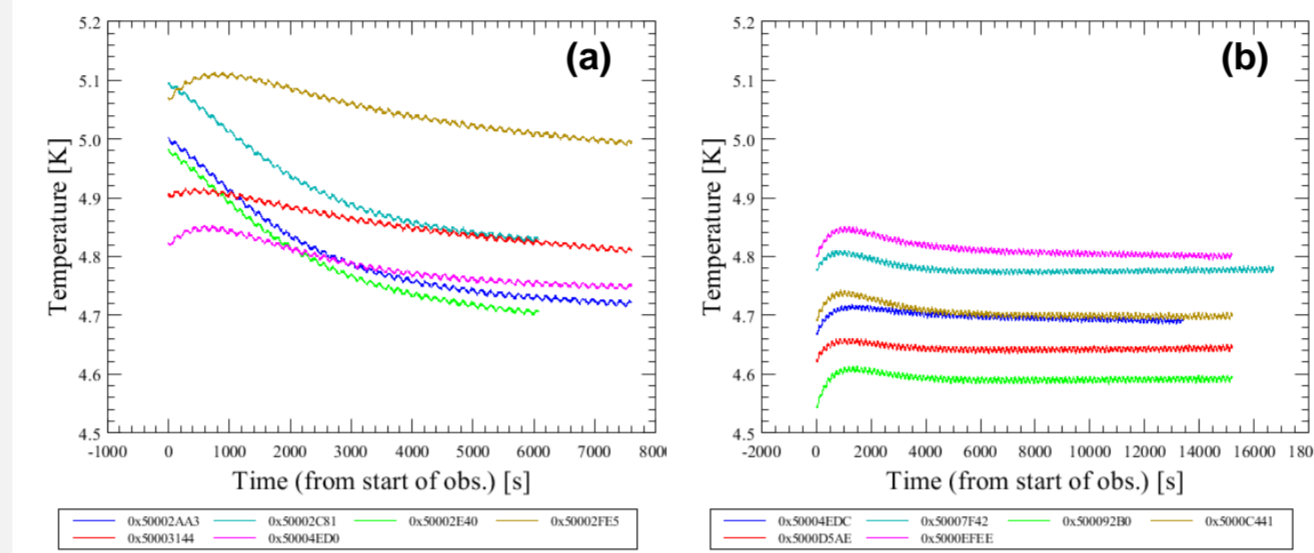 (a)
5.2
5.1
5.0
4.9
4.8
4.7
4.6
4.5
Temperature [K]
-1000 0 1000 2000 3000 4000 5000 6000 7000 800
Time (from start of obs.) [s]
0x50002AA3 0x50002C81 0x50002E40 0x50002FE5
0x50003144 0x50004ED0
(b)
5.2
5.1
5.0
4.9
4.8
4.7
4.6
4.5
Temperature [K]
-2000 0 2000 4000 6000 8000 10000 12000 14000 16000 180
Time (from start of obs.) [s]
0x50004EDC 0x50007F42 0x500092B0 0x5000C441
0x5000D5AE 0x5000EFEE